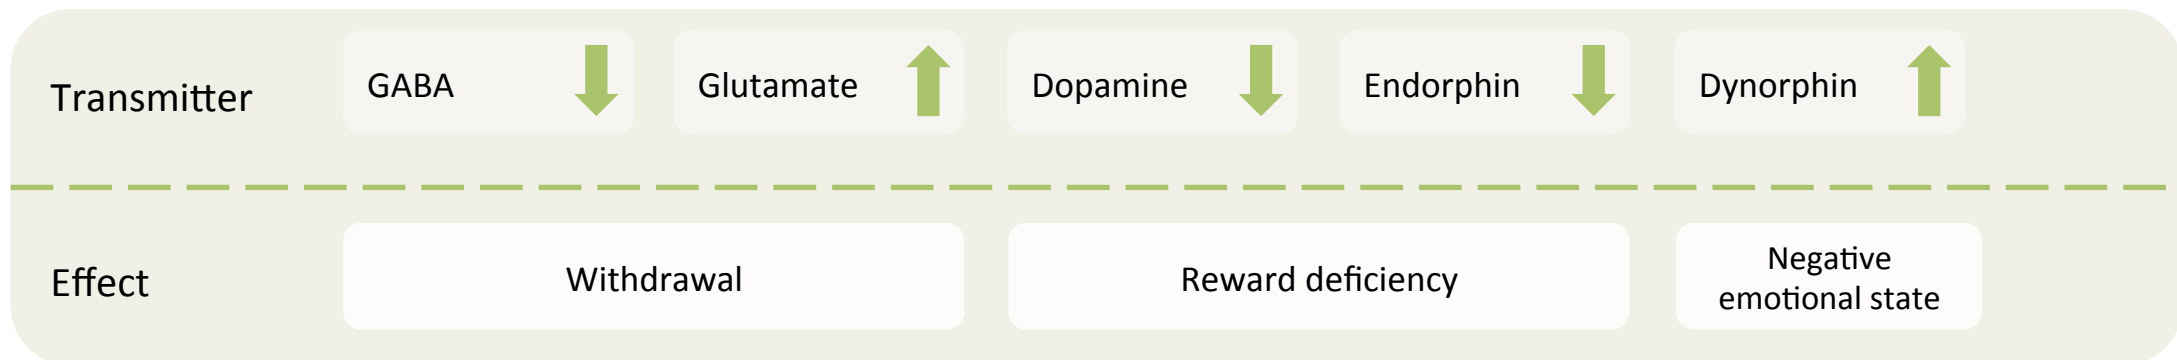 Transmitter
GABA
Glutamate
Dopamine
Endorphin
Dynorphin
Effect
Withdrawal
Reward deficiency
Negative
emotional state